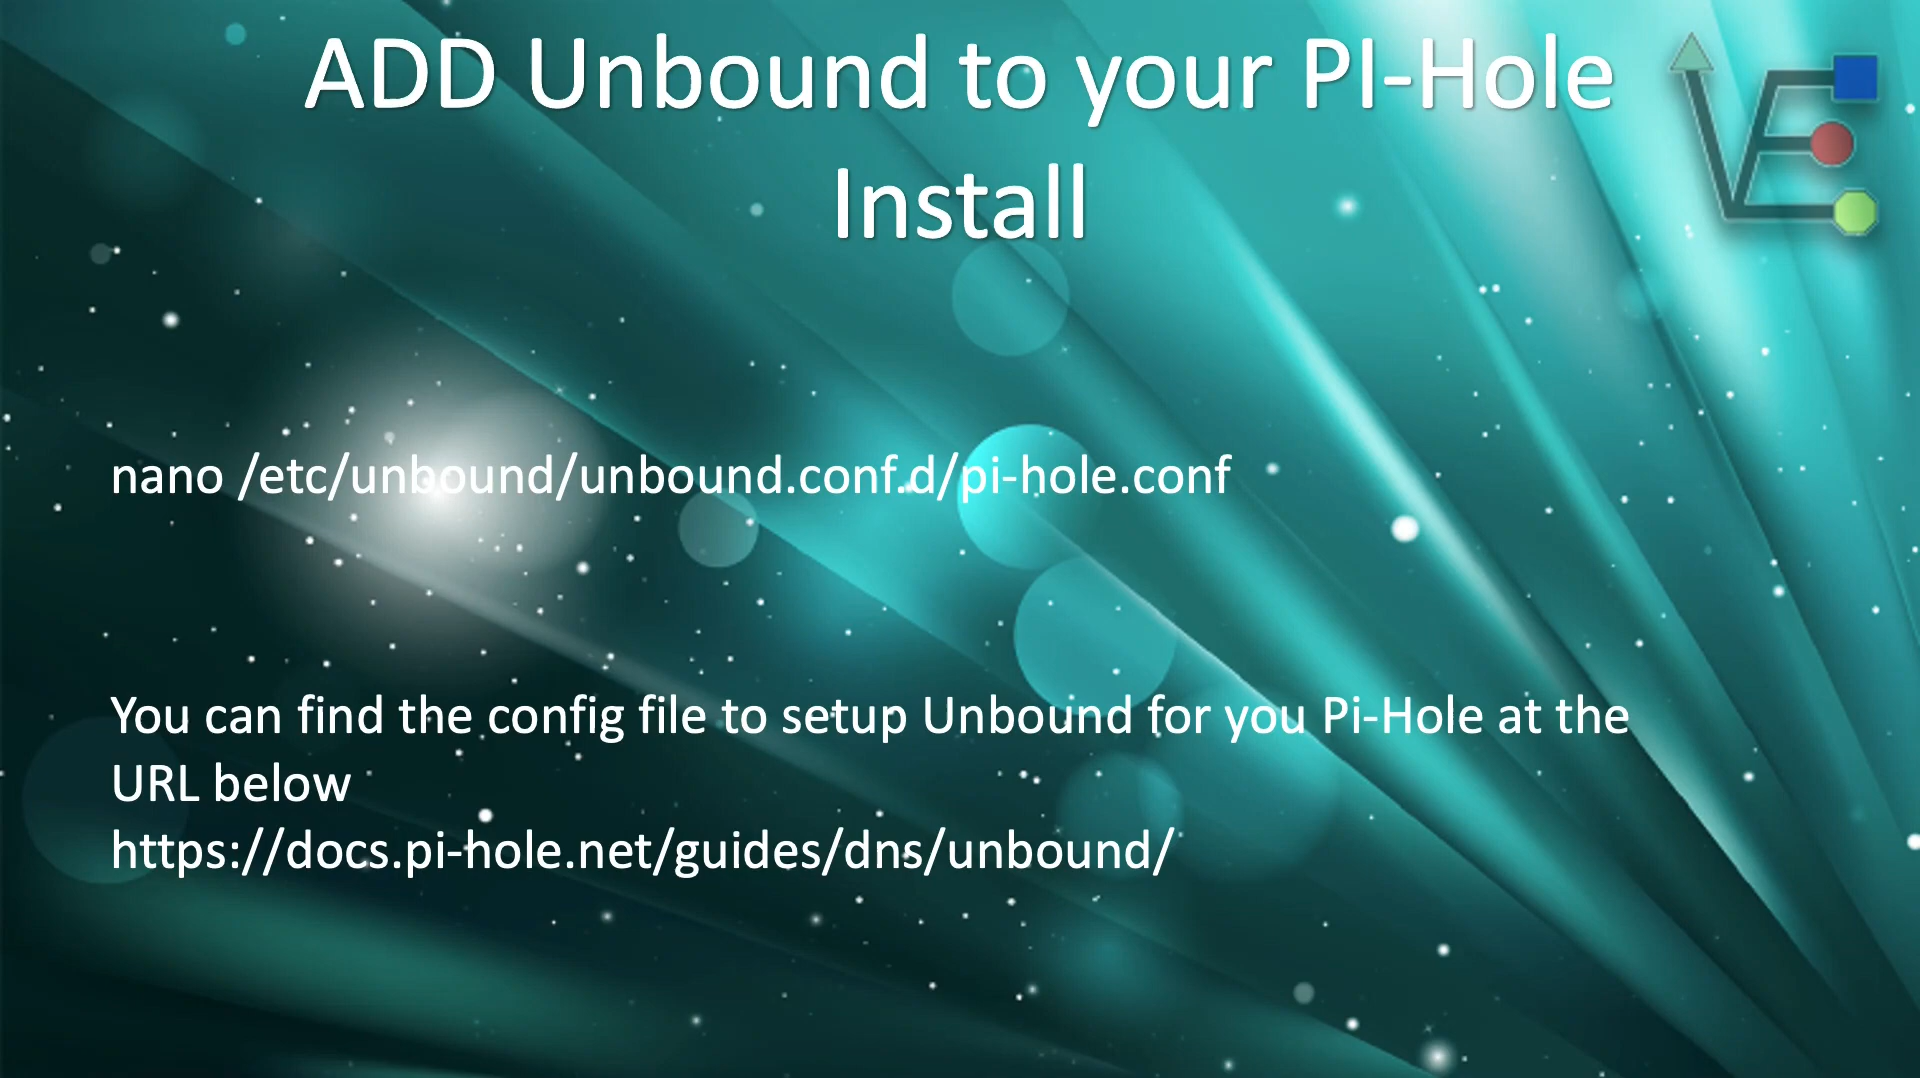 ADD Unbound to your PI-Hole
Install
nano /etc/unbound/unbound.conf.d/pi-hole.conf
You can find the config file to setup Unbound for you Pi-Hole at the
URL below
https://docs.pi-hole.net/guides/dns/unbound/